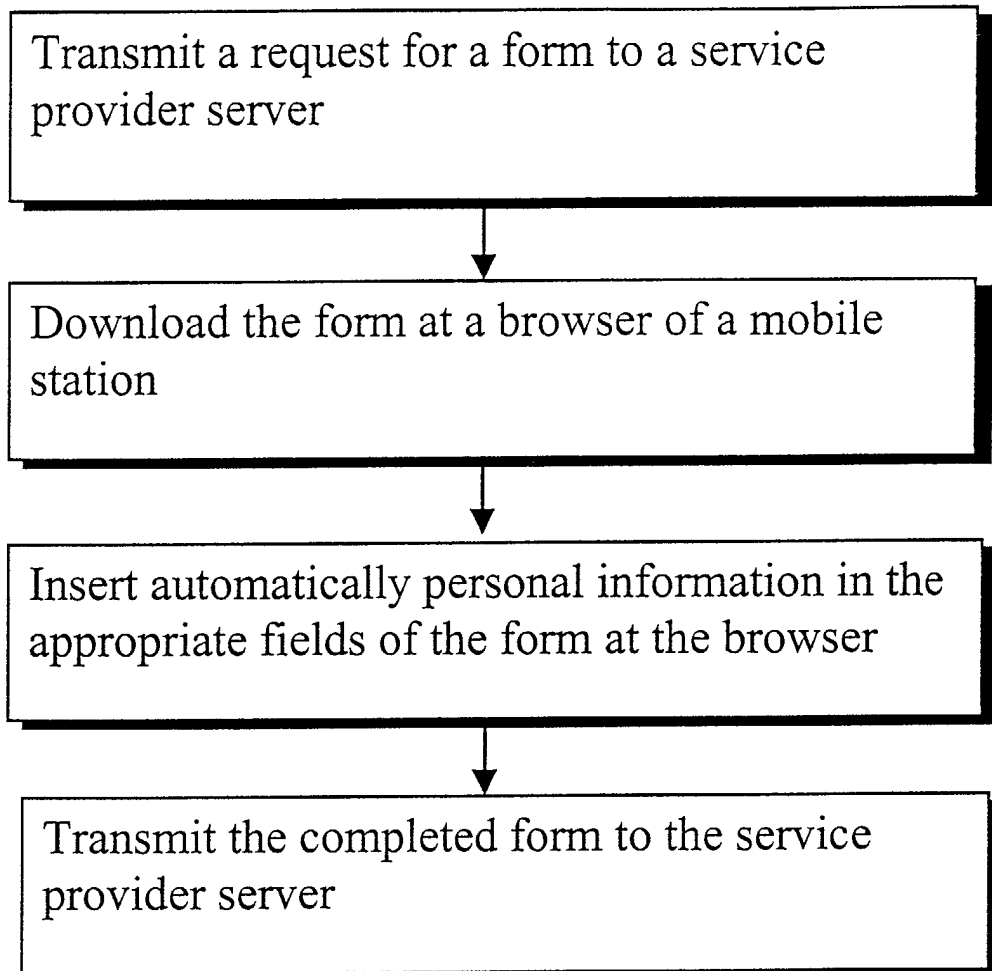 Transmit a request for a form to a service
provider server
Download the form at a browser of a mobile
station
Insert automatically personal information in the
appropriate fields of the form at the browser
Transmit the completed form to the service
provider server